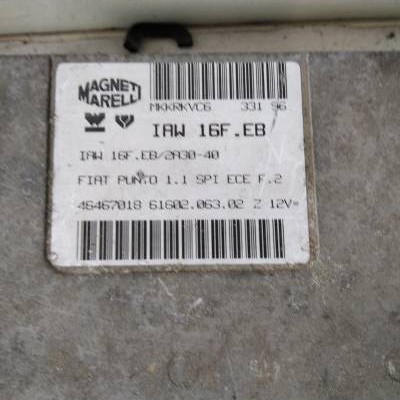 MAGNETI
MARELLI
MKKRKVC6 331 96
IAW 16F.EB
IAW 16F.EB/2A30-40
FIAT PUNTO 1.1 SPI ECE F.2
46467018 61602.063.02 Z 12V=